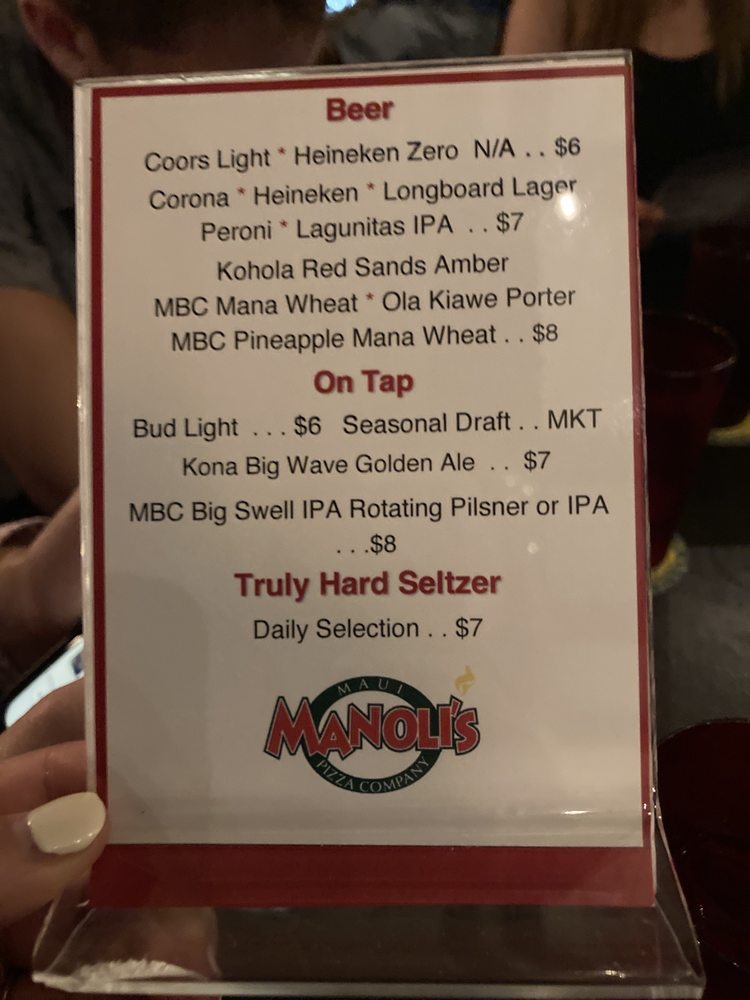 Beer
Coors Light * Heineken Zero N/A . . $6
Corona * Heineken * Longboard Lager
Peroni * Lagunitas IPA . . $7
Kohola Red Sands Amber
MBC Mana Wheat * Ola Kiawe Porter
MBC Pineapple Mana Wheat . . $8
On Tap
Bud Light . . . $6 Seasonal Draft . . MKT
Kona Big Wave Golden Ale . . $7
MBC Big Swell IPA Rotating Pilsner or IPA
. . .$8
Truly Hard Seltzer
Daily Selection . . $7
MAUI
MANOLI'S
PIZZA COMPANY